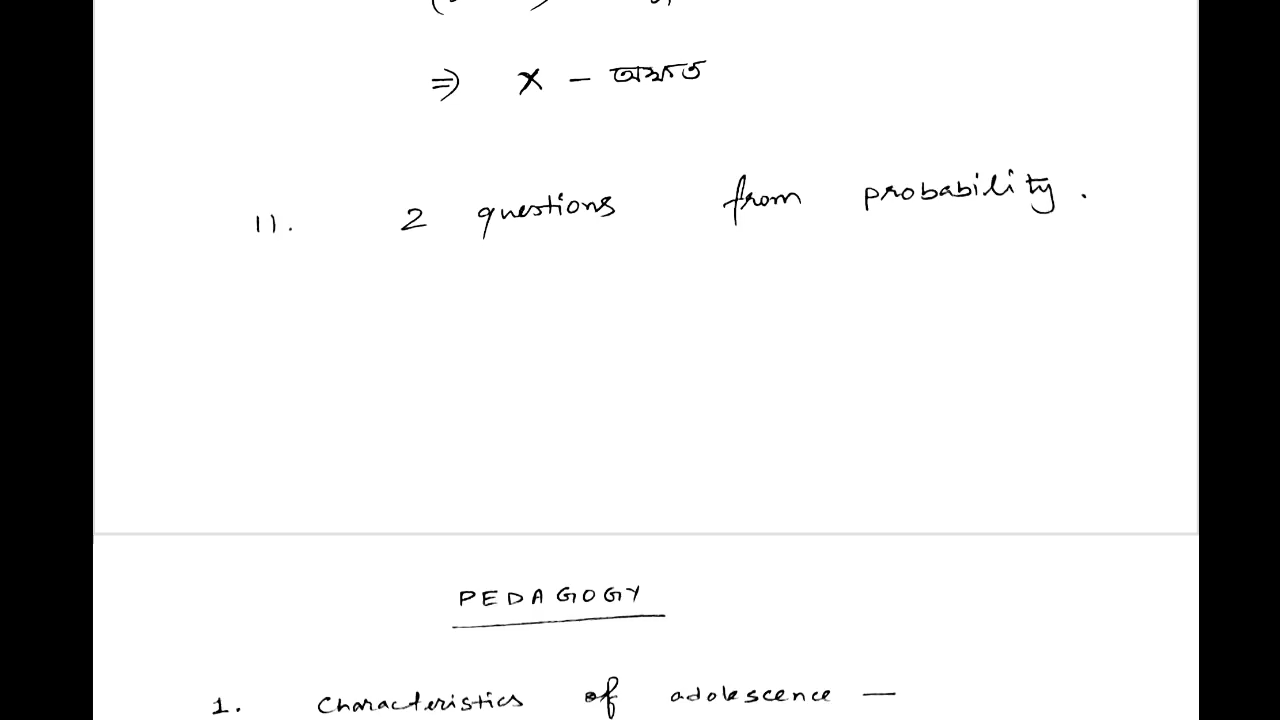 ⇒ X – অসৎ
11. 2 questions from probability.
PEDAGOGY
1. Characteristics of adolescence —